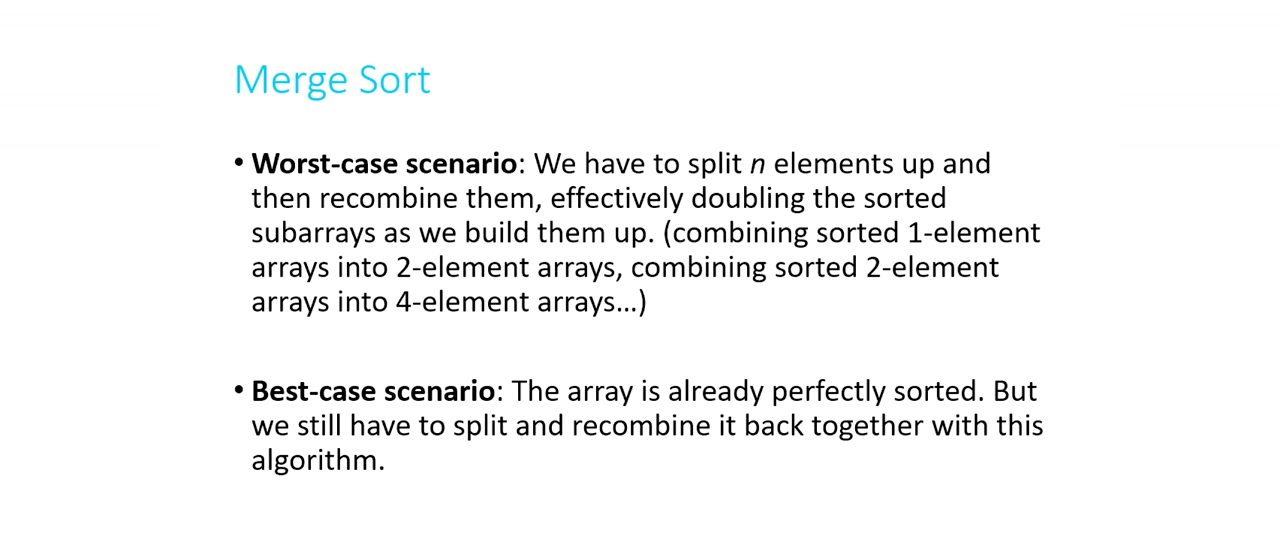 Merge Sort
• Worst-case scenario: We have to split n elements up and
then recombine them, effectively doubling the sorted
subarrays as we build them up. (combining sorted 1-element
arrays into 2-element arrays, combining sorted 2-element
arrays into 4-element arrays...)
• Best-case scenario: The array is already perfectly sorted. But
we still have to split and recombine it back together with this
algorithm.